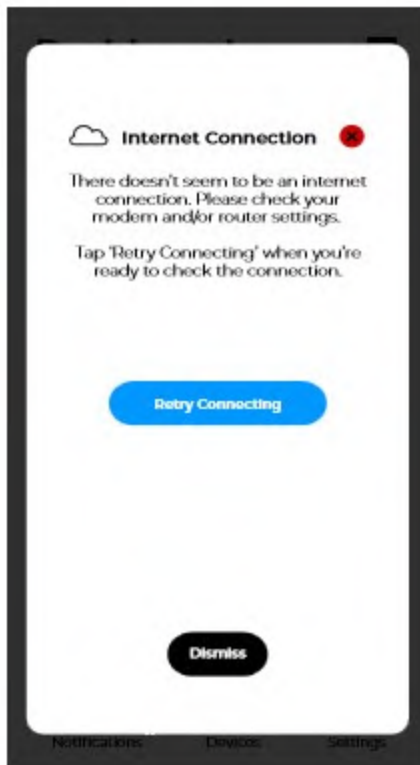 Internet Connection
There doesn't seem to be an internet
connection. Please check your
modem and/or router settings.
Tap 'Retry Connecting' when you're
ready to check the connection.
Retry Connecting
Dismiss
Notifications Devices Settings